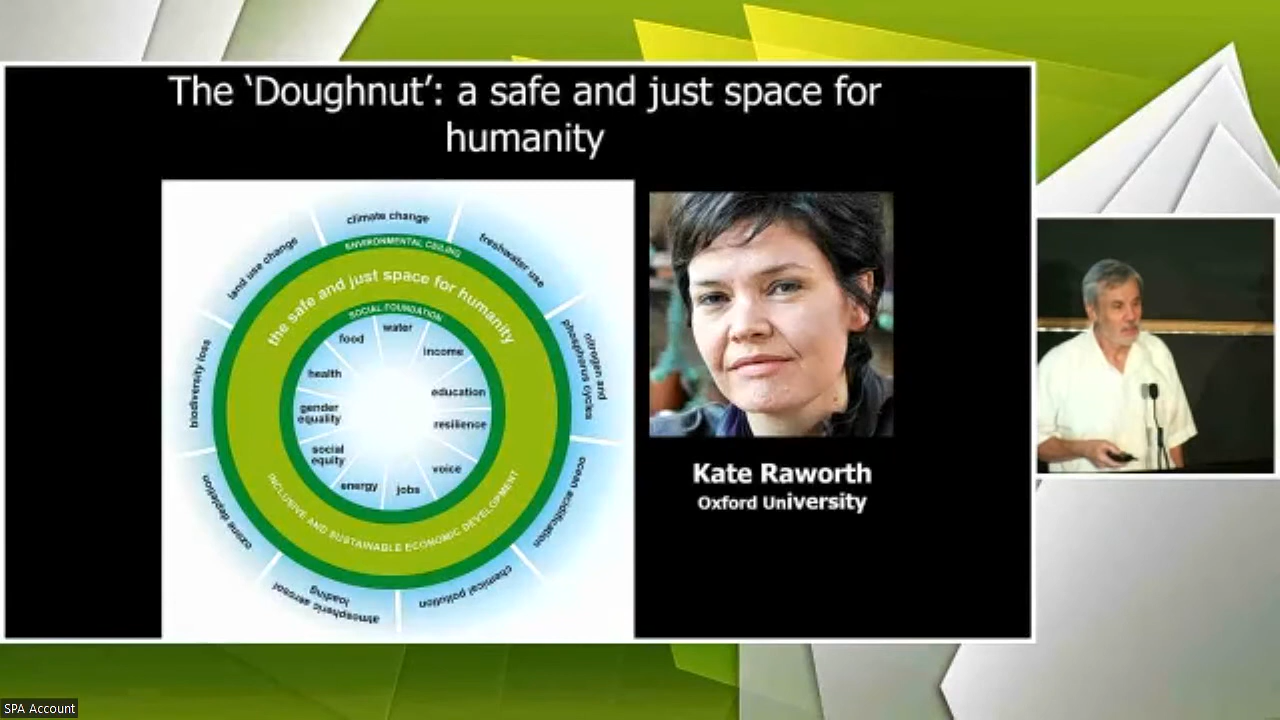 The ‘Doughnut’: a safe and just space for
humanity
climate change
freshwater use
nitrogen and
phosphorus cycles
ocean acidification
chemical pollution
atmospheric aerosol
loading
ozone depletion
biodiversity loss
land use change
ENVIRONMENTAL CEILING
the safe and just space for humanity
SOCIAL FOUNDATION
water
income
education
resilience
voice
jobs
energy
social
equity
gender
equality
health
food
INCLUSIVE AND SUSTAINABLE ECONOMIC DEVELOPMENT
Kate Raworth
Oxford University
SPA Account